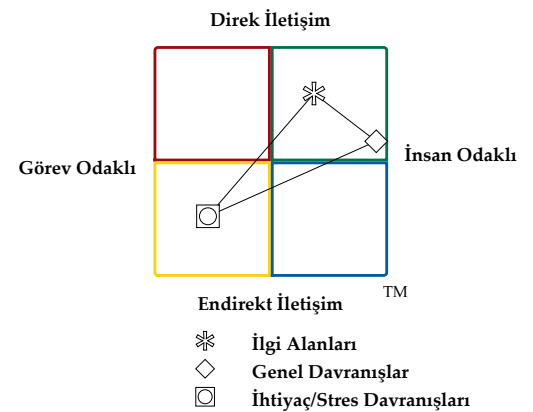 Direk İletişim
Görev Odaklı
İnsan Odaklı
Endirekt İletişim
TM
İlgi Alanları
Genel Davranışlar
İhtiyaç/Stres Davranışları